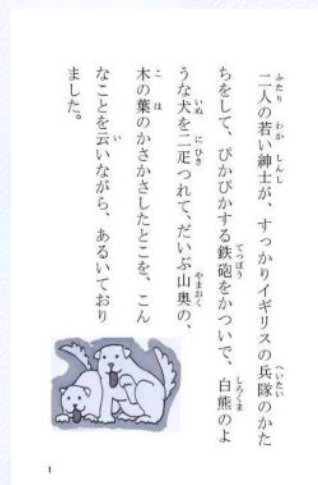 二人の若い紳士が、すっかりイギリスの兵隊のかた
ちをして、ぴかぴかする鉄砲をかついで、白熊のよ
うな犬を二疋つれて、だいぶ山奥の、
木の葉のかさかさしたとこを、こん
なことを云いながら、あるいており
ました。
1